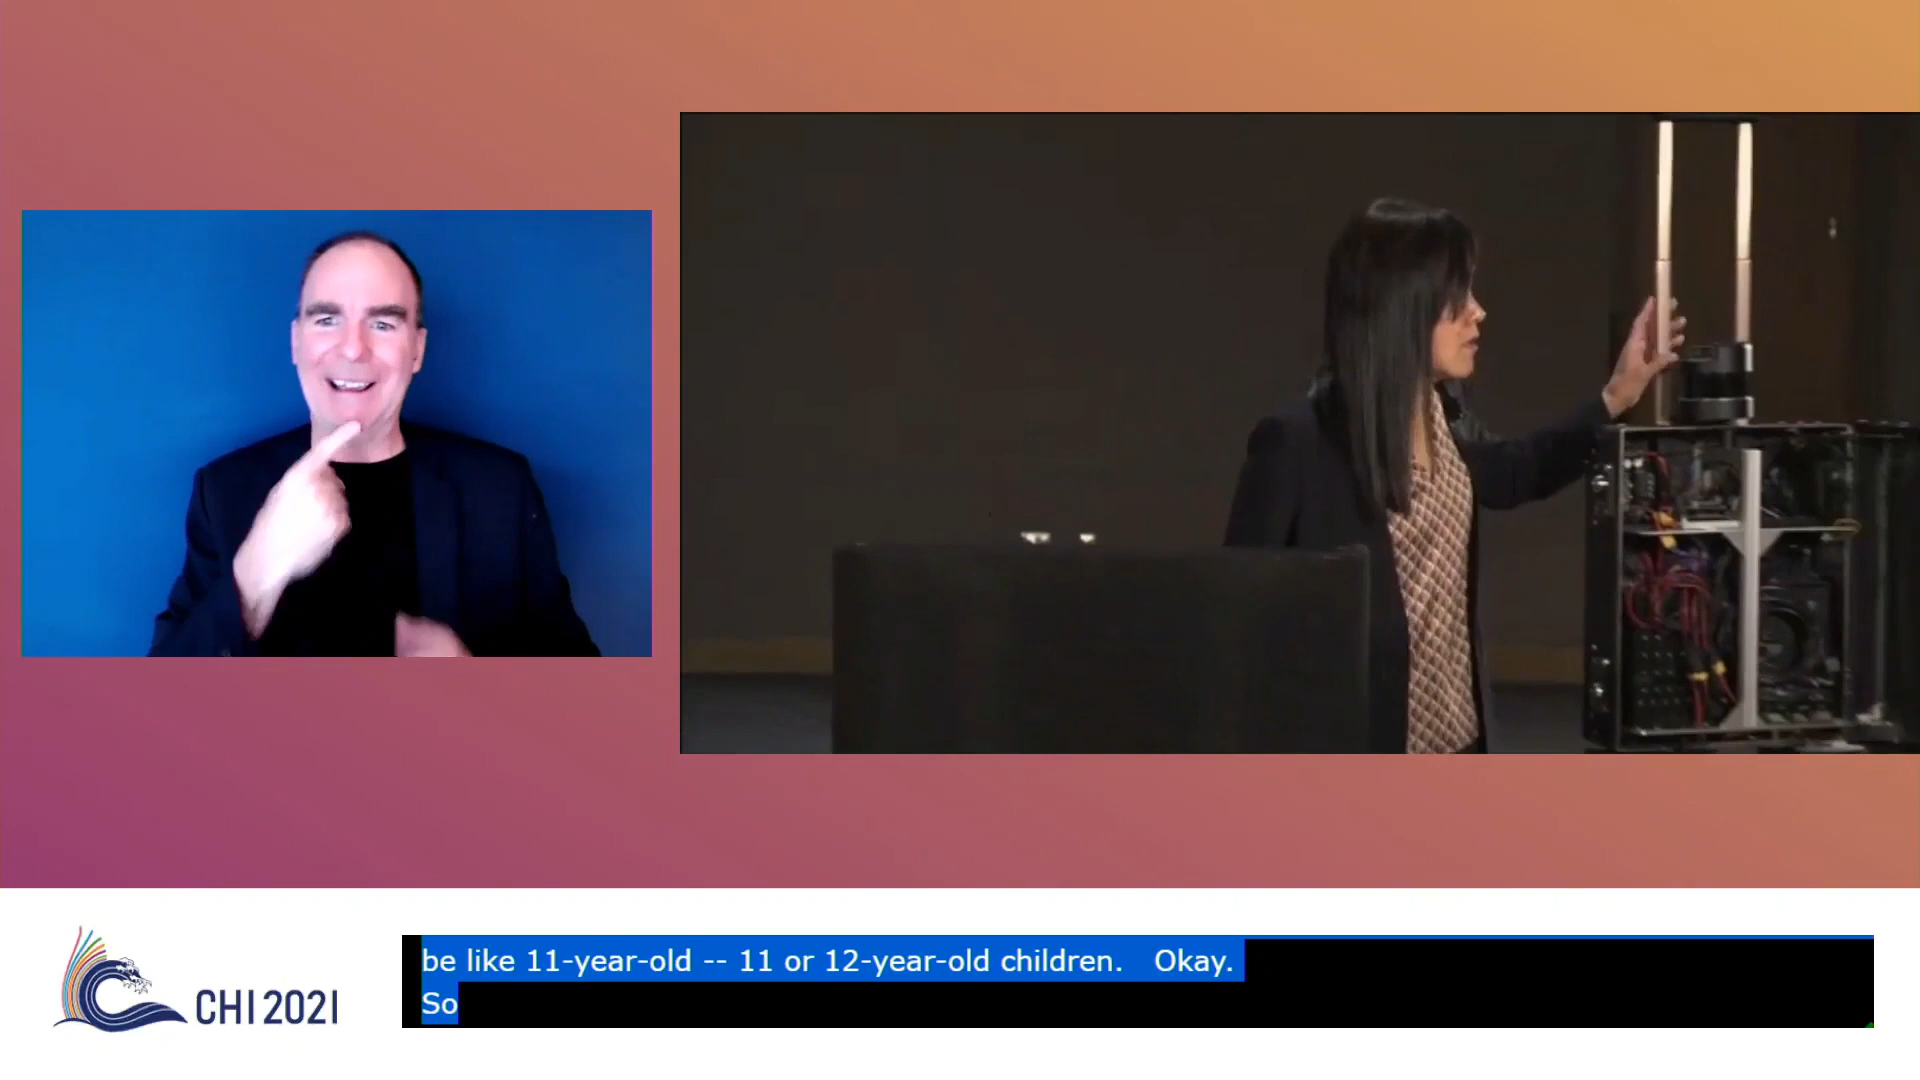 CHI 2021
be like 11-year-old -- 11 or 12-year-old children.   Okay.
So